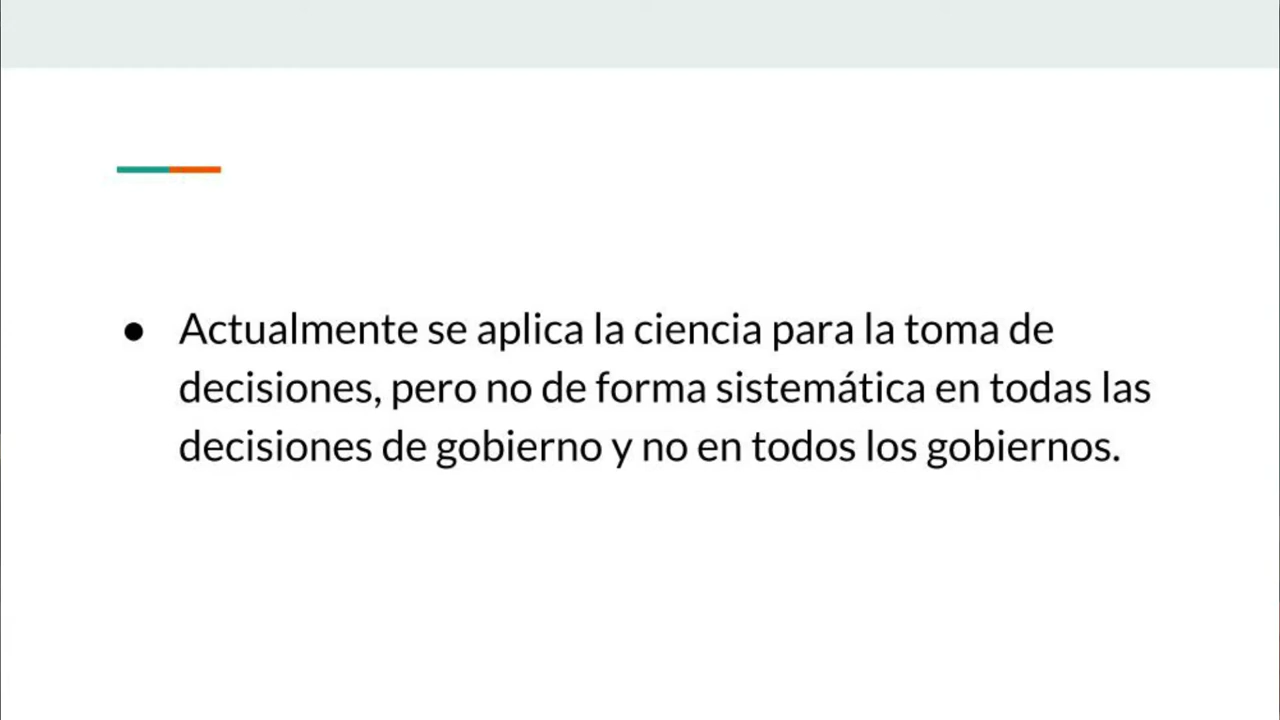 ● Actualmente se aplica la ciencia para la toma de
decisiones, pero no de forma sistemática en todas las
decisiones de gobierno y no en todos los gobiernos.